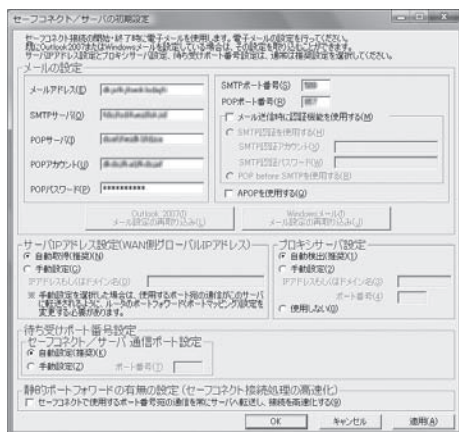 セーフコネクト／サーバの初期設定
セーフコネクト接続の開始・終了時に電子メールを使用します。電子メールの設定を行ってください。
既にOutlook2007またはWindowsメールを設定している場合は、その設定を取り込むことができます。
サーバIPアドレス設定とプロキシサーバ設定、待ち受けポート番号設定は、通常は推奨設定を選択してください。
メールの設定
メールアドレス(E)
SMTPサーバ(O)
POPサーバ(I)
POPアカウント(U)
POPパスワード(P) **********
SMTPポート番号(S)
POPポート番号(R)
メール送信時に認証機能を使用する(M)
SMTP認証を使用する(H)
SMTP認証アカウント(V)
SMTP認証パスワード(W)
POP before SMTPを使用する(B)
APOPを使用する(Q)
Outlook 2007の
メール設定の再取り込み(L)
Windowsメールの
メール設定の再取り込み(J)
サーバIPアドレス設定(WAN側グローバルIPアドレス)
自動取得(推奨)(N)
手動設定(C)
IPアドレスもしくはドメイン名(D)
※ 手動設定を選択した場合は、使用するポート宛の通信がこのサーバに転送されるように、ルータのポートフォワード(ポートマッピング)設定を変更する必要があります。
プロキシサーバ設定
自動検出(推奨)(1)
手動設定(2)
IPアドレスもしくはドメイン名(3)
ポート番号(4)
使用しない(0)
待ち受けポート番号設定
セーフコネクト／サーバ 通信ポート設定
自動設定(推奨)(K)
手動設定(Z)
ポート番号(T)
静的ポートフォワードの有無の設定（セーフコネクト接続処理の高速化）
セーフコネクトで使用するポート番号宛の通信を常にサーバへ転送し、接続を高速化する(9)
OK
キャンセル
適用(A)